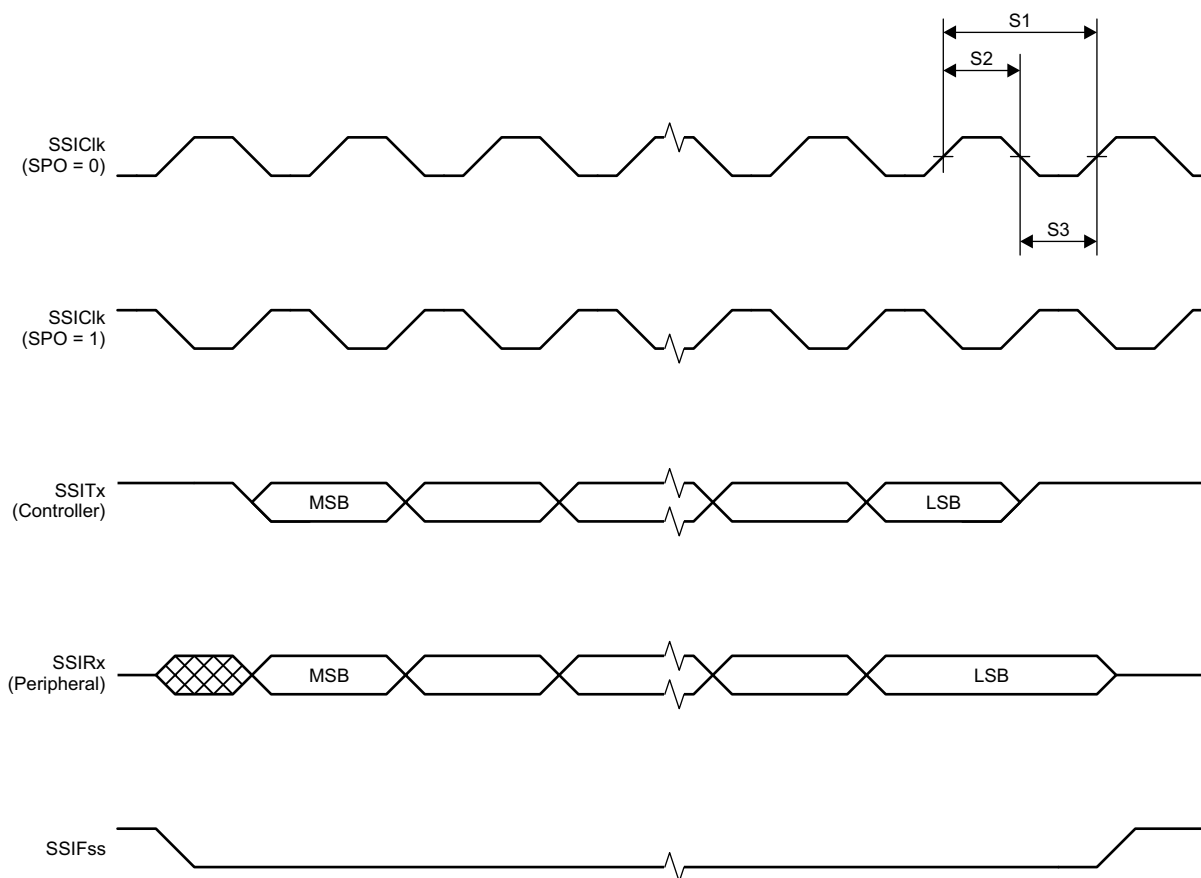 S1
S2
SSIClk
(SPO = 0)
S3
SSIClk
(SPO = 1)
SSITx
(Controller)
MSB
LSB
SSIRx
(Peripheral)
MSB
LSB
SSIFss